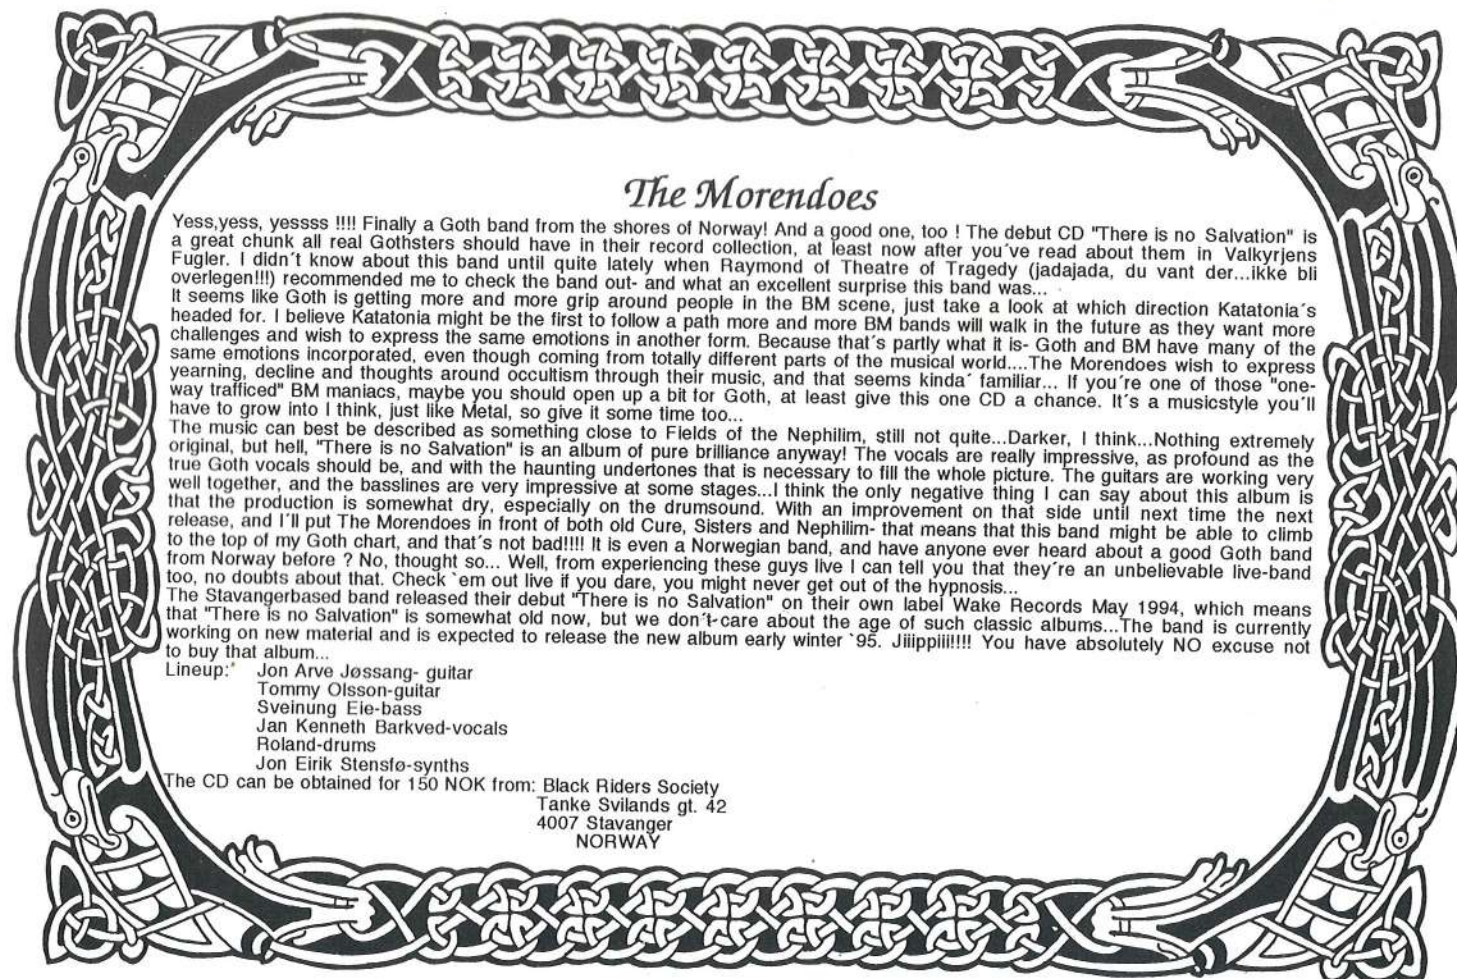 The Morendoes
Yess,yess, yessss !!!! Finally a Goth band from the shores of Norway! And a good one, too ! The debut CD "There is no Salvation" is
a great chunk all real Gothsters should have in their record collection, at least now after you´ve read about them in Valkyrjens
Fugler. I didn´t know about this band until quite lately when Raymond of Theatre of Tragedy (jadajada, du vant der...ikke bli
overlegen!!!) recommended me to check the band out- and what an excellent surprise this band was...
It seems like Goth is getting more and more grip around people in the BM scene, just take a look at which direction Katatonia´s
headed for. I believe Katatonia might be the first to follow a path more and more BM bands will walk in the future as they want more
challenges and wish to express the same emotions in another form. Because that´s partly what it is- Goth and BM have many of the
same emotions incorporated, even though coming from totally different parts of the musical world....The Morendoes wish to express
yearning, decline and thoughts around occultism through their music, and that seems kinda´ familiar... If you´re one of those "one-
way trafficed" BM maniacs, maybe you should open up a bit for Goth, at least give this one CD a chance. It´s a musicstyle you´ll
have to grow into I think, just like Metal, so give it some time too...
The music can best be described as something close to Fields of the Nephilim, still not quite...Darker, I think...Nothing extremely
original, but hell, "There is no Salvation" is an album of pure brilliance anyway! The vocals are really impressive, as profound as the
true Goth vocals should be, and with the haunting undertones that is necessary to fill the whole picture. The guitars are working very
well together, and the basslines are very impressive at some stages...I think the only negative thing I can say about this album is
that the production is somewhat dry, especially on the drumsound. With an improvement on that side until next time the next
release, and I´ll put The Morendoes in front of both old Cure, Sisters and Nephilim- that means that this band might be able to climb
to the top of my Goth chart, and that´s not bad!!!! It is even a Norwegian band, and have anyone ever heard about a good Goth band
from Norway before ? No, thought so... Well, from experiencing these guys live I can tell you that they´re an unbelievable live-band
too, no doubts about that. Check `em out live if you dare, you might never get out of the hypnosis...
The Stavangerbased band released their debut "There is no Salvation" on their own label Wake Records May 1994, which means
that "There is no Salvation" is somewhat old now, but we don´t care about the age of such classic albums...The band is currently
working on new material and is expected to release the new album early winter `95. Jiiippiii!!!! You have absolutely NO excuse not
to buy that album...
Lineup: Jon Arve Jøssang- guitar
Tommy Olsson-guitar
Sveinung Eie-bass
Jan Kenneth Barkved-vocals
Roland-drums
Jon Eirik Stensfø-synths
The CD can be obtained for 150 NOK from: Black Riders Society
Tanke Svilands gt. 42
4007 Stavanger
NORWAY